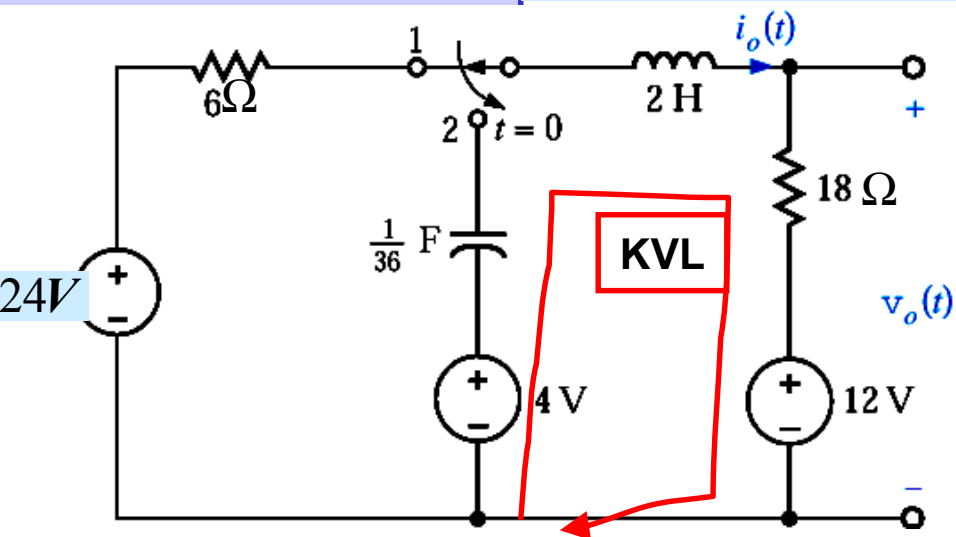 i_o(t)
1
6Ω
2 H
+
2
t = 0
18 Ω
1/36 F
KVL
24V
+
−
v_o(t)
+
−
4 V
+
−
12 V
−